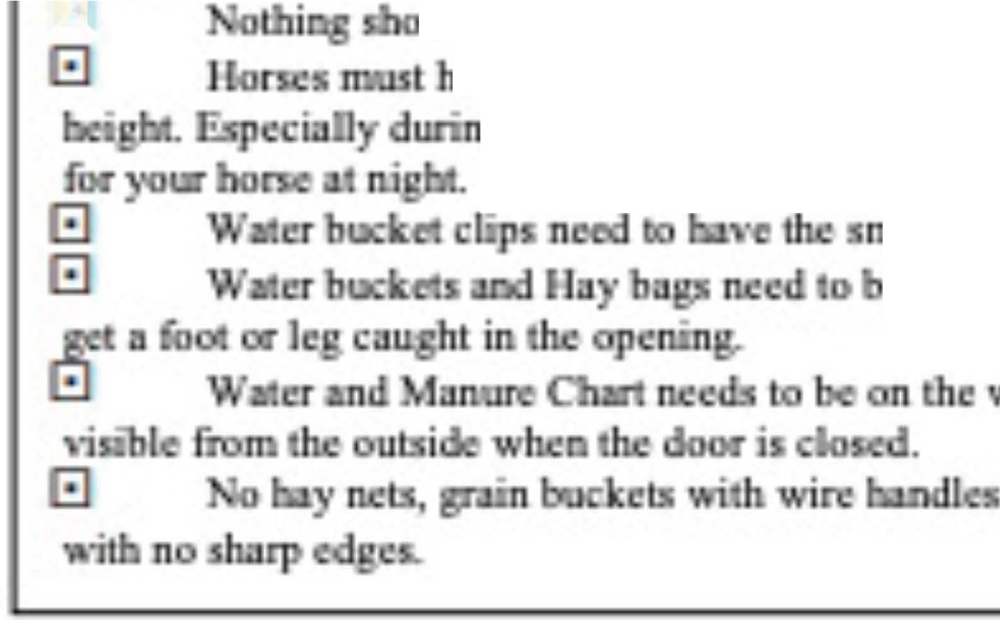 Nothing sho
Horses must h
height. Especially durin
for your horse at night.
Water bucket clips need to have the sn
Water buckets and Hay bags need to b
get a foot or leg caught in the opening.
Water and Manure Chart needs to be on the v
visible from the outside when the door is closed.
No hay nets, grain buckets with wire handles
with no sharp edges.